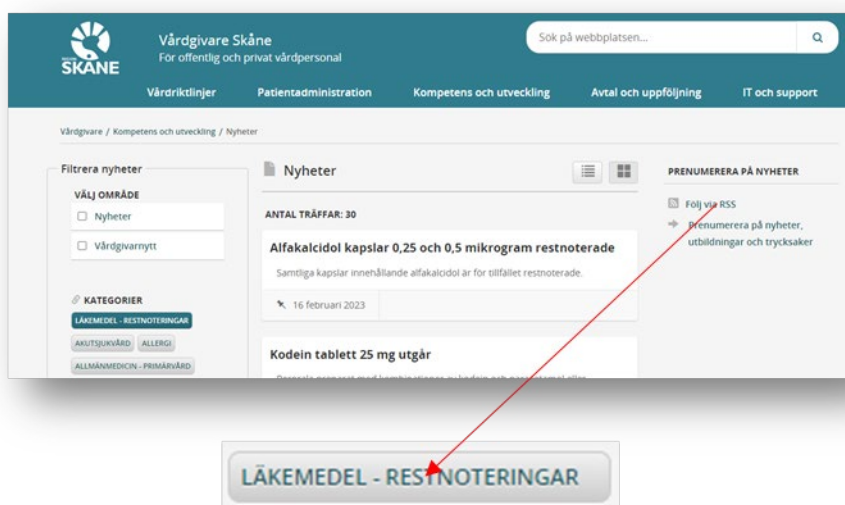 SKÅNE
Vårdgivare Skåne
För offentlig och privat vårdpersonal
Sök på webbplatsen...
Vårdriktlinjer Patientadministration Kompetens och utveckling Avtal och uppföljning IT och support
Vårdgivare / Kompetens och utveckling / Nyheter
Filtrera nyheter
VÄLJ OMRÅDE
Nyheter
Vårdgivarnytt
KATEGORIER
LÄKEMEDEL - RESTNOTERINGAR
AKUTSJUKVÅRD ALLERGI
ALLMÄNMEDICIN - PRIMÄRVÅRD
Nyheter
ANTAL TRÄFFAR: 30
Alfakalcidol kapslar 0,25 och 0,5 mikrogram restnoterade
Samtliga kapslar innehållande alfakalcidol är för tillfället restnoterade.
16 februari 2023
Kodein tablett 25 mg utgår
PRENUMERERA PÅ NYHETER
Följ via RSS
Prenumerera på nyheter,
utbildningar och trycksaker
LÄKEMEDEL - RESTNOTERINGAR